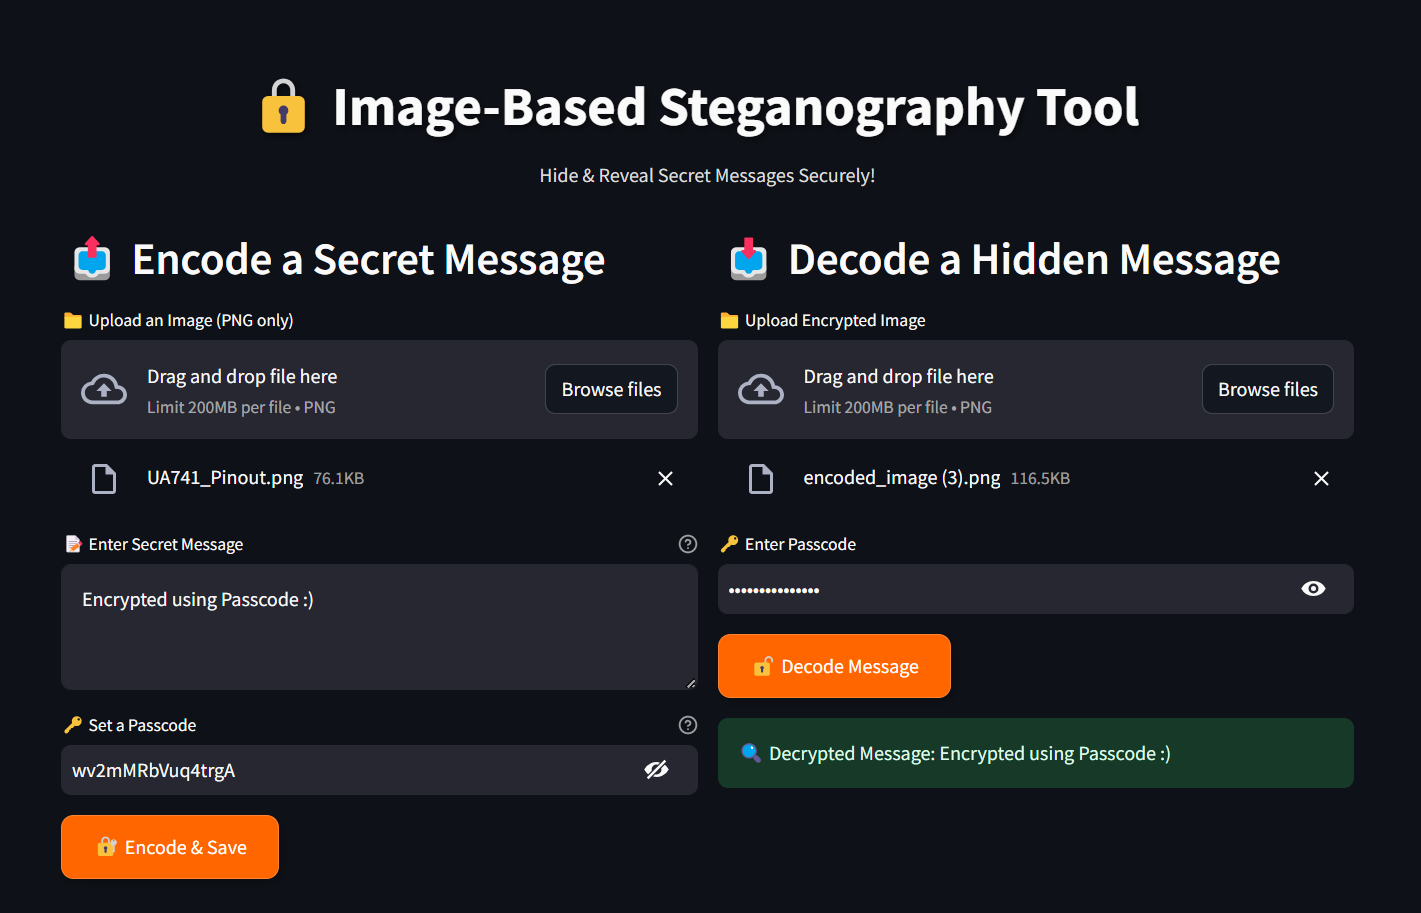 Image-Based Steganography Tool
Hide & Reveal Secret Messages Securely!
Encode a Secret Message
Upload an Image (PNG only)
Drag and drop file here
Limit 200MB per file • PNG
Browse files
UA741_Pinout.png 76.1KB
Enter Secret Message
Encrypted using Passcode :)
Set a Passcode
wv2mMRbVuq4trgA
Encode & Save
Decode a Hidden Message
Upload Encrypted Image
Drag and drop file here
Limit 200MB per file • PNG
Browse files
encoded_image (3).png 116.5KB
Enter Passcode
•••••••••••••••
Decode Message
Decrypted Message: Encrypted using Passcode :)